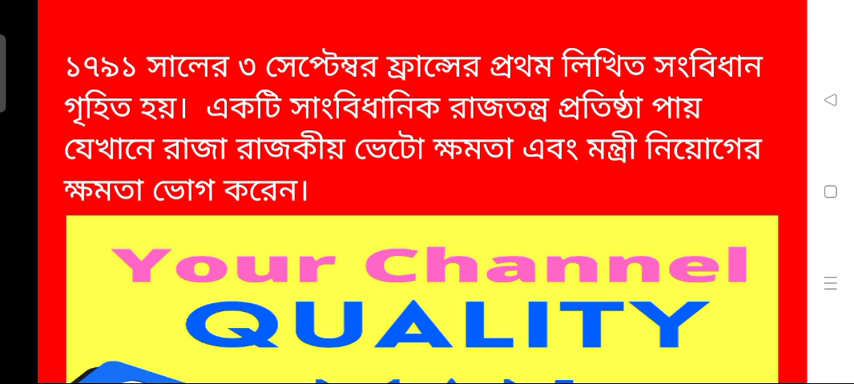 ১৭৯১ সালের ৩ সেপ্টেম্বর ফ্রান্সের প্রথম লিখিত সংবিধান
গৃহিত হয়।  একটি সাংবিধানিক রাজতন্ত্র প্রতিষ্ঠা পায়
যেখানে রাজা রাজকীয় ভেটো ক্ষমতা এবং মন্ত্রী নিয়োগের
ক্ষমতা ভোগ করেন।
Your Channel
QUALITY